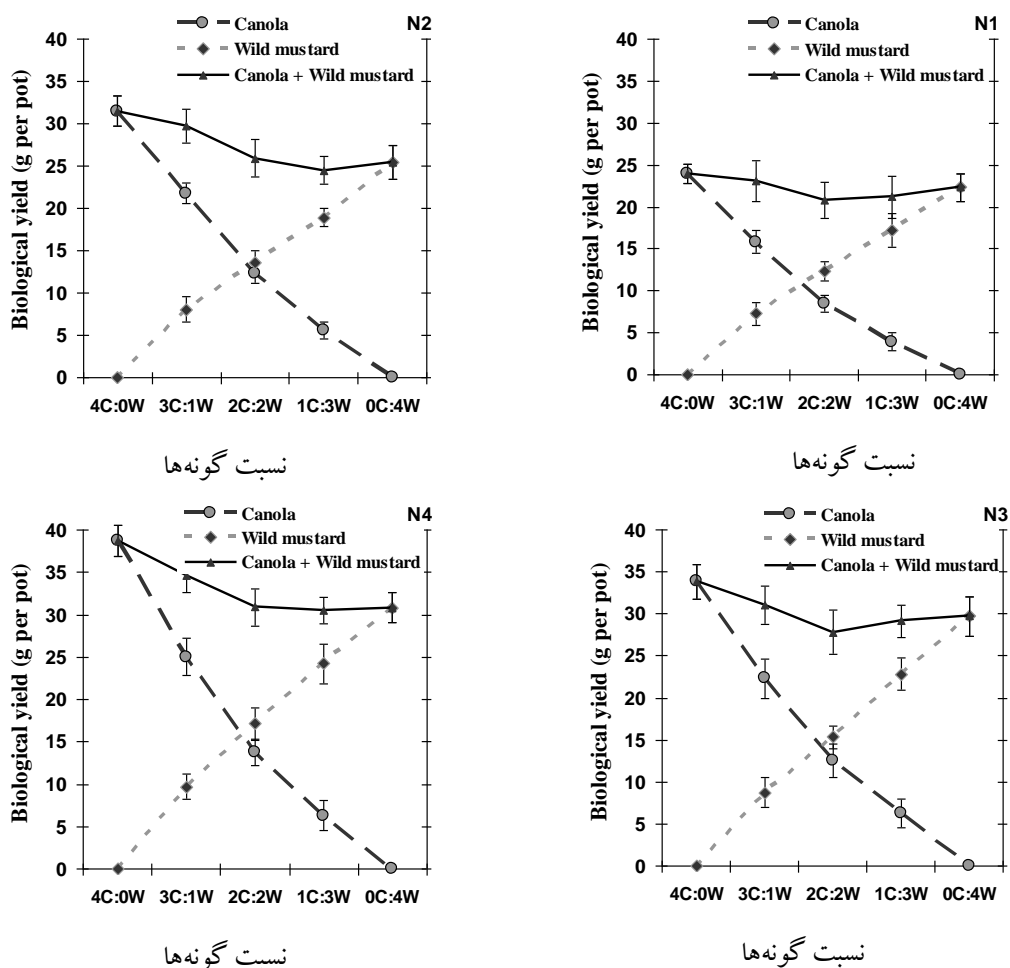 N2
Canola
Wild mustard
Canola + Wild mustard
Biological yield (g per pot)
40
35
30
25
20
15
10
5
0
4C:0W 3C:1W 2C:2W 1C:3W 0C:4W
نسبت گونه‌ها
N1
Canola
Wild mustard
Canola + Wild mustard
Biological yield (g per pot)
40
35
30
25
20
15
10
5
0
4C:0W 3C:1W 2C:2W 1C:3W 0C:4W
نسبت گونه‌ها
N4
Canola
Wild mustard
Canola + Wild mustard
Biological yield (g per pot)
40
35
30
25
20
15
10
5
0
4C:0W 3C:1W 2C:2W 1C:3W 0C:4W
نسبت گونه‌ها
N3
Canola
Wild mustard
Canola + Wild mustard
Biological yield (g per pot)
40
35
30
25
20
15
10
5
0
4C:0W 3C:1W 2C:2W 1C:3W 0C:4W
نسبت گونه‌ها